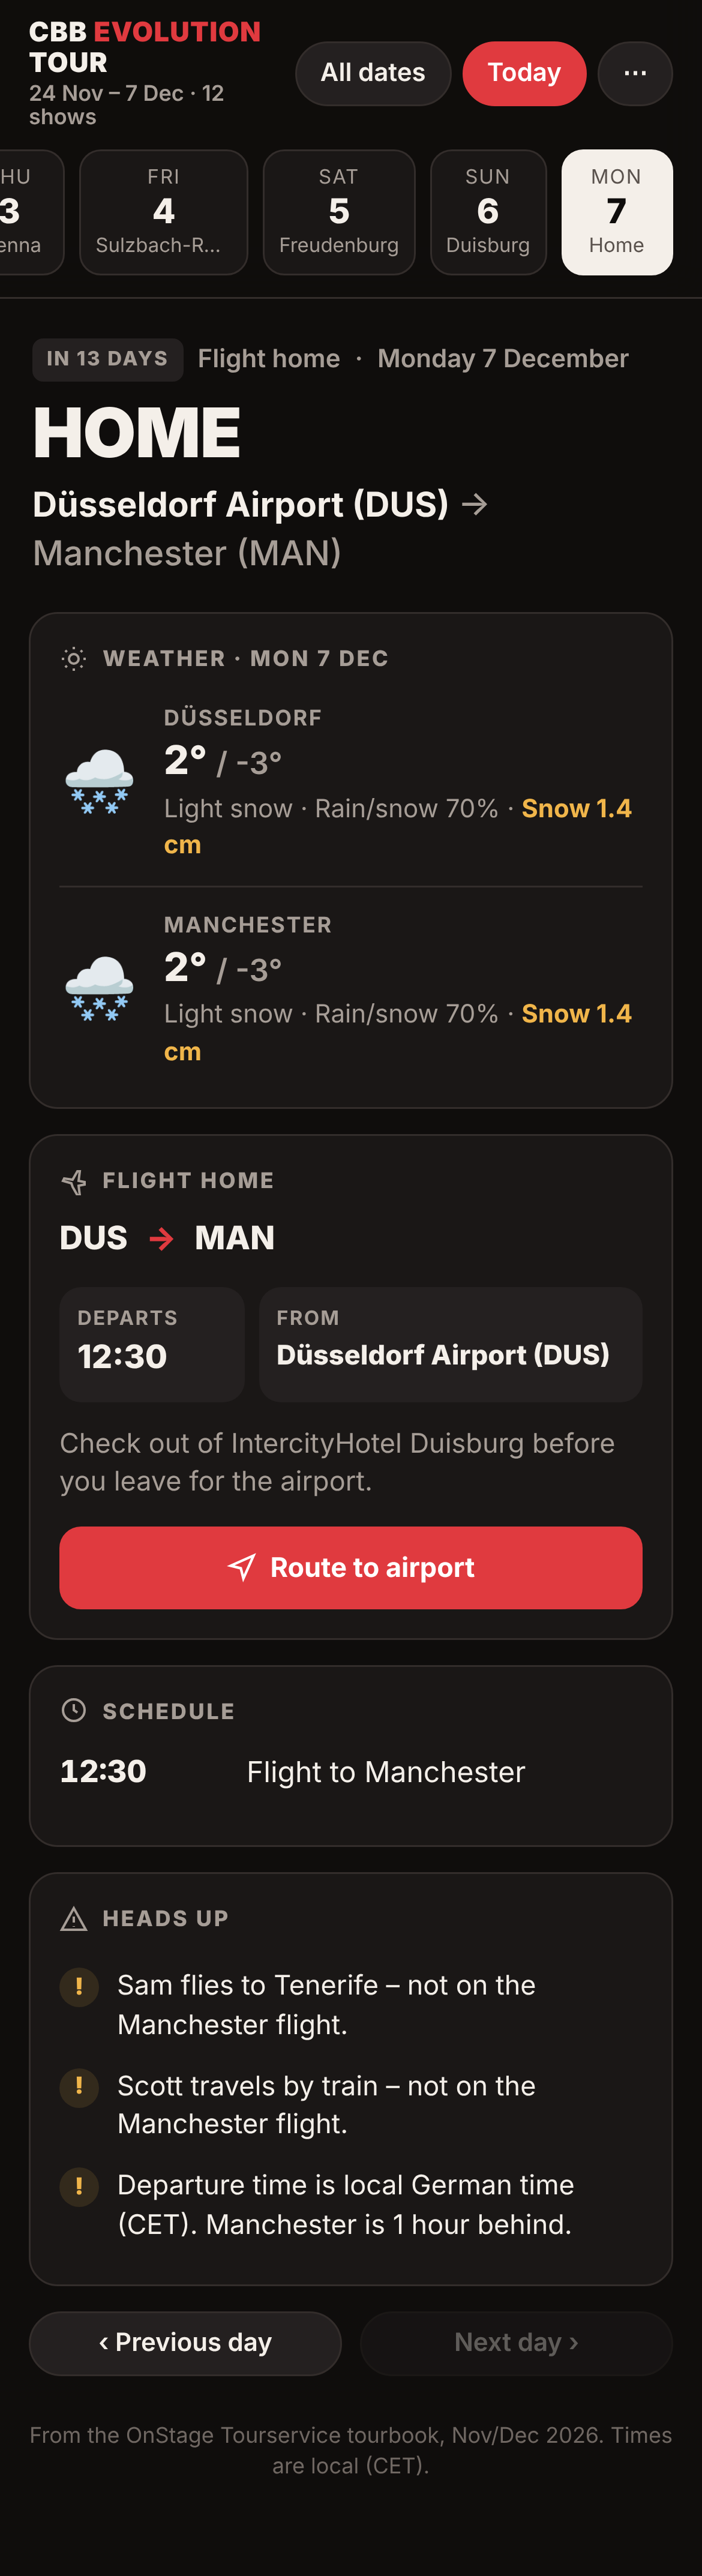 CBB EVOLUTION
TOUR
24 Nov – 7 Dec · 12
shows
All dates
Today
···
HU
3
enna
FRI
4
Sulzbach-R...
SAT
5
Freudenburg
SUN
6
Duisburg
MON
7
Home
IN 13 DAYS
Flight home · Monday 7 December
HOME
Düsseldorf Airport (DUS) →
Manchester (MAN)
WEATHER · MON 7 DEC
DÜSSELDORF
2° / -3°
Light snow · Rain/snow 70% · Snow 1.4
cm
MANCHESTER
2° / -3°
Light snow · Rain/snow 70% · Snow 1.4
cm
FLIGHT HOME
DUS → MAN
DEPARTS
12:30
FROM
Düsseldorf Airport (DUS)
Check out of IntercityHotel Duisburg before
you leave for the airport.
Route to airport
SCHEDULE
12:30 Flight to Manchester
HEADS UP
! Sam flies to Tenerife – not on the
Manchester flight.
! Scott travels by train – not on the
Manchester flight.
! Departure time is local German time
(CET). Manchester is 1 hour behind.
‹ Previous day
Next day ›
From the OnStage Tourservice tourbook, Nov/Dec 2026. Times
are local (CET).